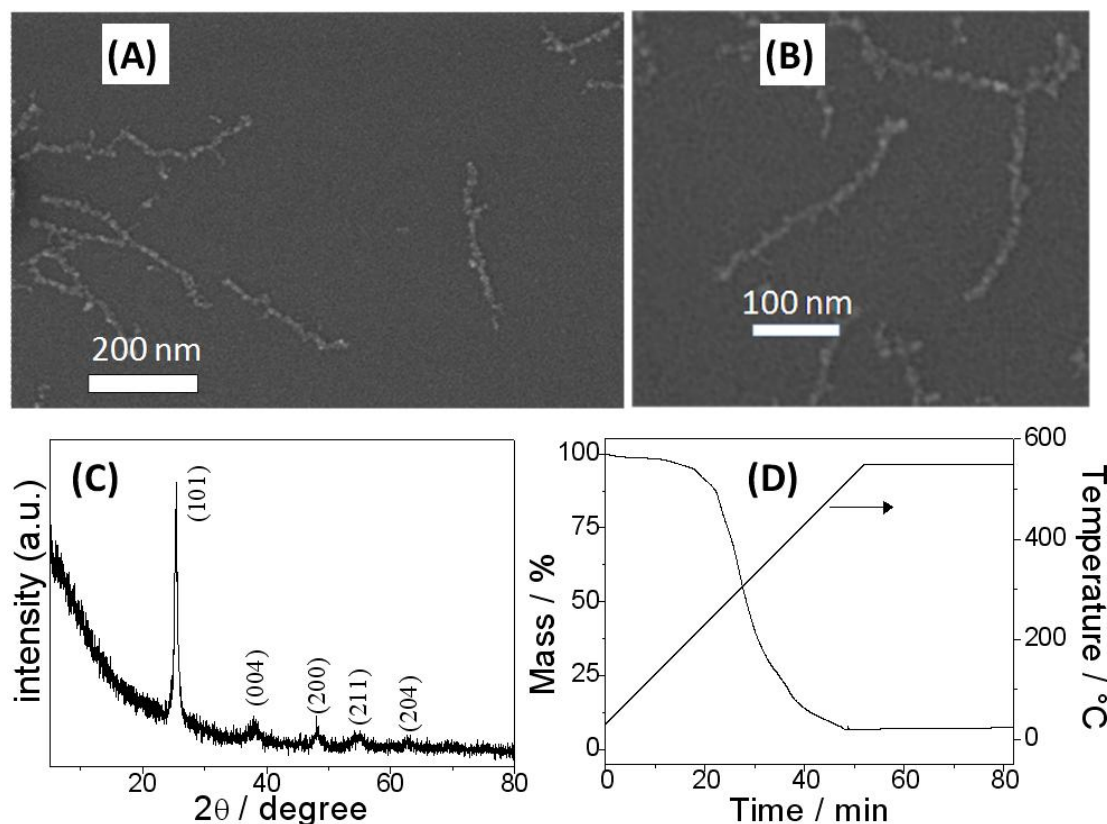 (A)
200 nm
(B)
100 nm
(C)
(101)
(004)
(200)
(211)
(204)
intensity (a.u.)
20
40
60
80
2θ / degree
(D)
100
75
50
25
0
Mass / %
0
20
40
60
80
Time / min
600
400
200
0
Temperature / °C